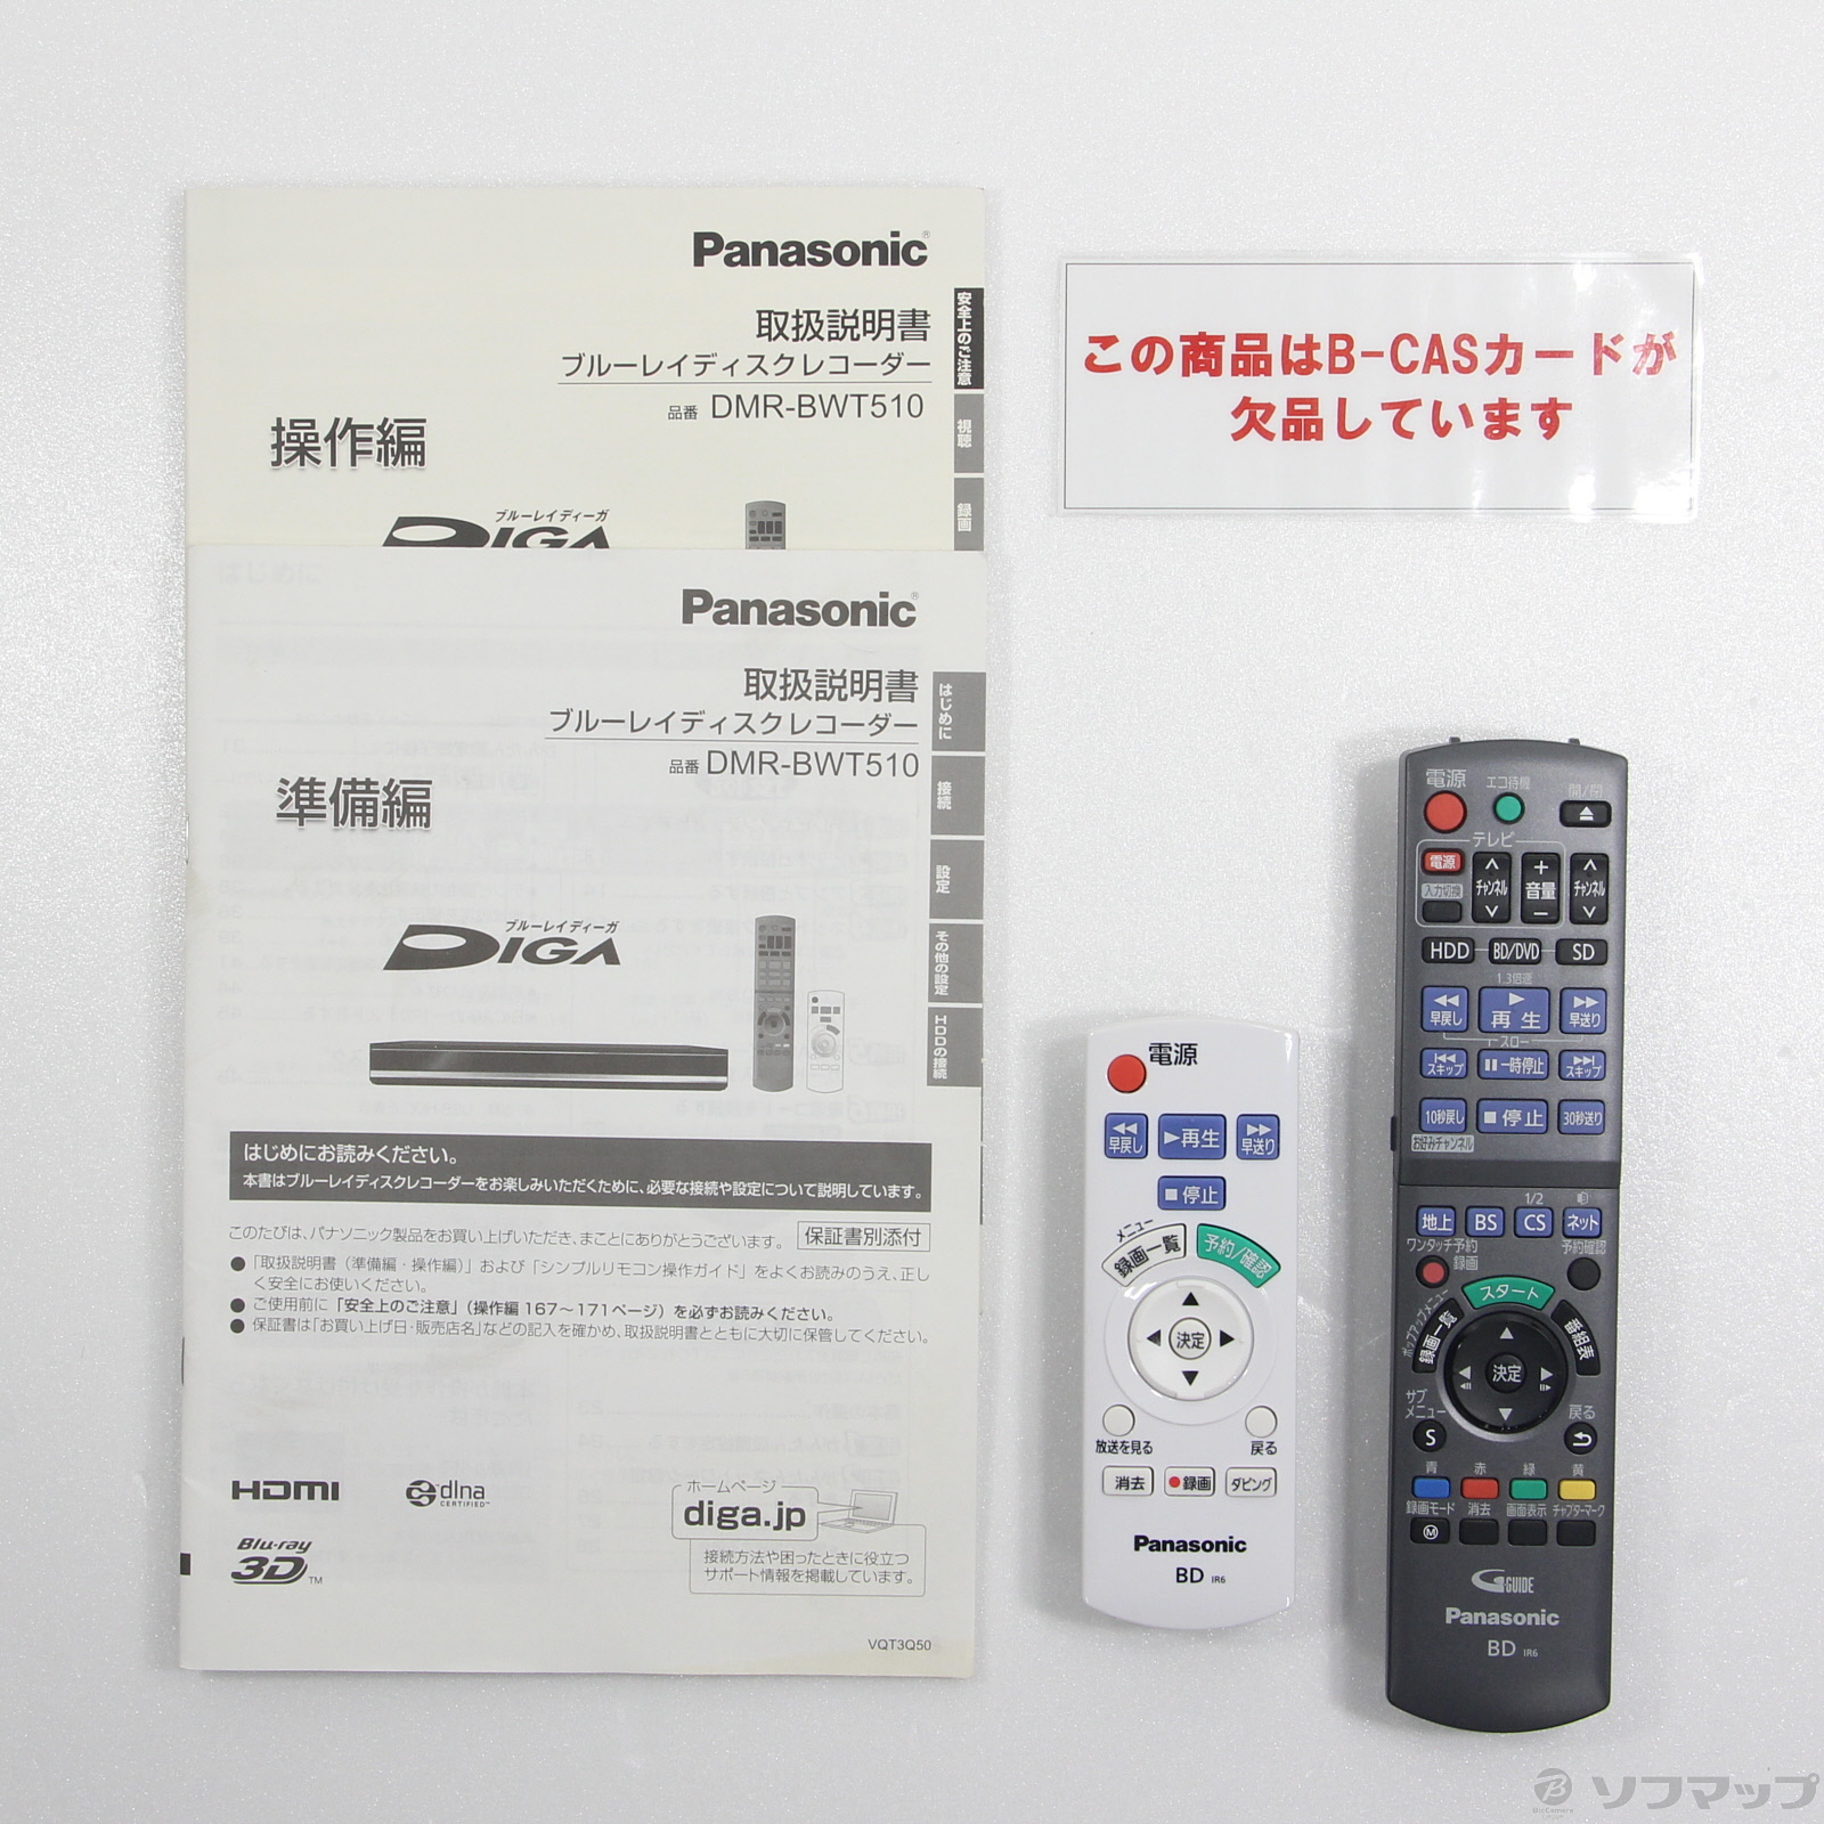 Panasonic®
取扱説明書
ブルーレイディスクレコーダー
品番 DMR-BWT510
操作編
ブルーレイディーガ
DIGA
安全上のご注意
視聴
録画
Panasonic®
取扱説明書
ブルーレイディスクレコーダー
品番 DMR-BWT510
準備編
ブルーレイディーガ
DIGA
はじめに
接続
設定
その他の設定
HDDの接続
はじめにお読みください。
本書はブルーレイディスクレコーダーをお楽しみいただくために、必要な接続や設定について説明しています。
このたびは、パナソニック製品をお買い上げいただき、まことにありがとうございます。
保証書別添付
●「取扱説明書（準備編・操作編）」および「シンプルリモコン操作ガイド」をよくお読みのうえ、正し
く安全にお使いください。
●ご使用前に「安全上のご注意」（操作編 167～171ページ）を必ずお読みください。
●保証書は「お買い上げ日・販売店名」などの記入を確かめ、取扱説明書とともに大切に保管してください。
HDMI
dlna
CERTIFIED™
Blu-ray
3D™
ホームページ
diga.jp
接続方法や困ったときに役立つ
サポート情報を掲載しています。
VQT3Q50
この商品はB-CASカードが
欠品しています
電源
早戻し
再生
早送り
停止
メニュー
録画一覧
予約/確認
決定
放送を見る
戻る
消去
●録画
ダビング
Panasonic
BD IR6
電源
エコ待機
開/閉
テレビ
電源
入力切換
チャンネル
+
音量
−
チャンネル
HDD
BD/DVD
SD
1.3倍速
早戻し
再生
早送り
スロー
スキップ
一時停止
スキップ
10秒戻し
停止
30秒送り
お好みチャンネル
1/2
地上
BS
CS
ネット
ワンタッチ予約
録画
予約確認
スタート
ポップアップメニュー
録画一覧
番組表
決定
サブ
メニュー
S
戻る
青
赤
緑
黄
録画モード
消去
画面表示
チャプターマーク
M
G-GUIDE
Panasonic
BD IR6
BicCamera
ソフマップ